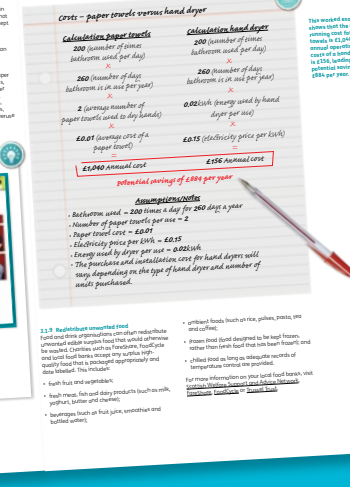 Costs – paper towels versus hand dryer
Calculation paper towels
200 (number of times
bathroom used per day)
x
260 (number of days
bathroom is in use per year)
x
2 (average number of
paper towels used to dry hands)
x
£0.01 (average cost of a
paper towel)
=
£1,040 Annual cost
Calculation hand dryer
200 (number of times
bathroom used per day)
x
260 (number of days
bathroom is in use per year)
x
0.02kWh (energy used by hand
dryer per use)
x
£0.15 (electricity price per kWh)
=
£156 Annual cost
Potential savings of £884 per year
Assumptions/Notes
• Bathroom used = 200 times a day for 260 days a year
• Number of paper towels per use = 2
• Paper towel cost = £0.01
• Electricity price per kWh = £0.15
• Energy used by dryer per use = 0.02kWh
• The purchase and installation cost for hand dryers will
vary depending on the type of hand dryer and number of
units purchased.
This worked exa
shows that the
running cost for
towels is £1,04
annual operati
costs of a hand
is £156, leading
potential saving
£884 per year.
3.1.9 Redistribute unwanted food
Food and drink organisations can often redistribute
unwanted edible surplus food that would otherwise
be wasted. Charities such as FareShare, FoodCycle
and local food banks accept any surplus high-
quality food that is packaged appropriately and
date labelled. This includes:
• fresh fruit and vegetables;
• fresh meat, fish and dairy products (such as milk,
yoghurt, butter and cheese);
• beverages (such as fruit juice, smoothies and
bottled water);
• ambient foods (such as rice, pulses, pasta, tea
and coffee);
• frozen food (food designed to be kept frozen,
rather than fresh food that has been frozen); and
• chilled food as long as adequate records of
temperature control are provided.
For more information on your local food banks, visit
Scottish Welfare Support and Advice Network,
FareShare, FoodCycle or Trussell Trust.